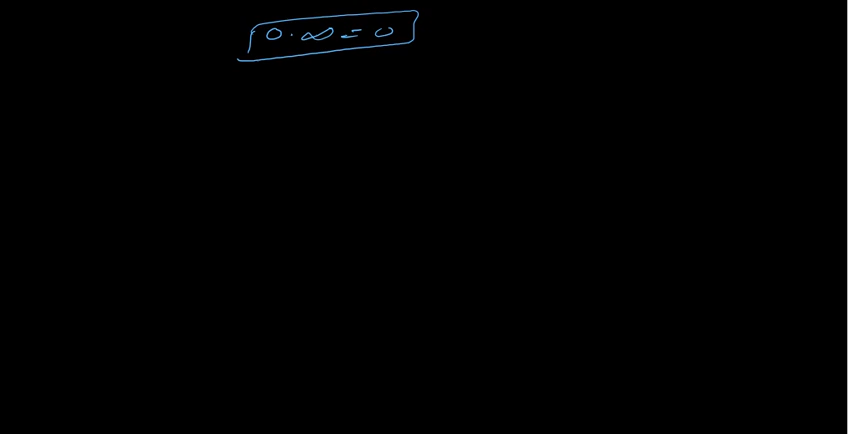 0 · ∞ = 0